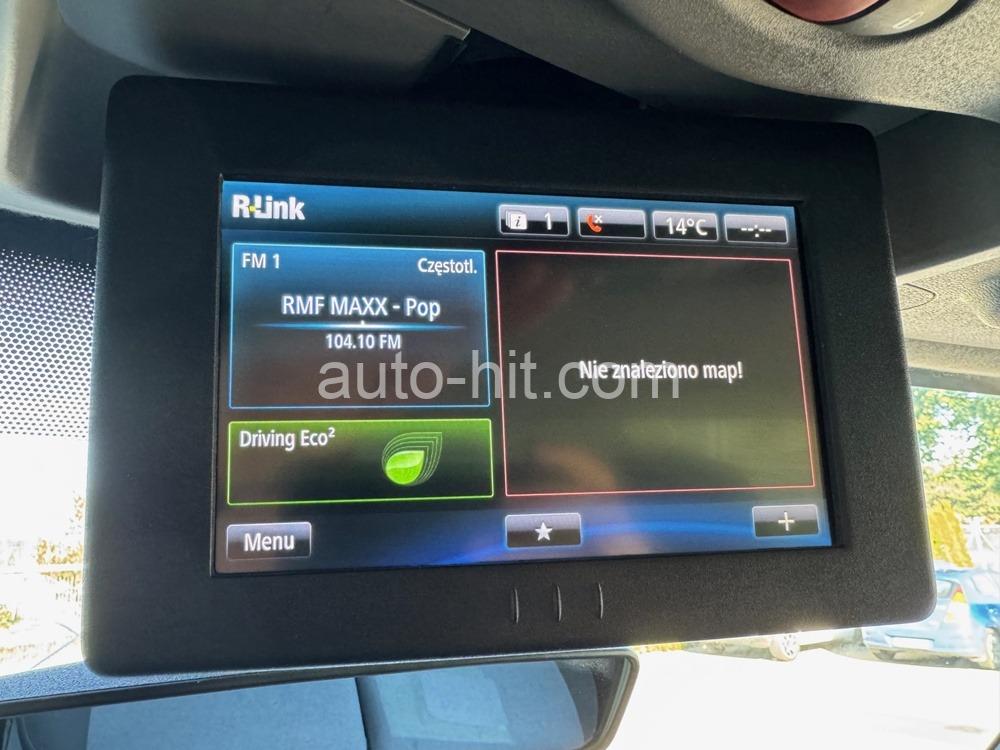 R-Link
1
14°C
--:--
FM 1
Częstotl.
RMF MAXX - Pop
104.10 FM
Nie znaleziono map!
auto-hit.com
Driving Eco²
Menu